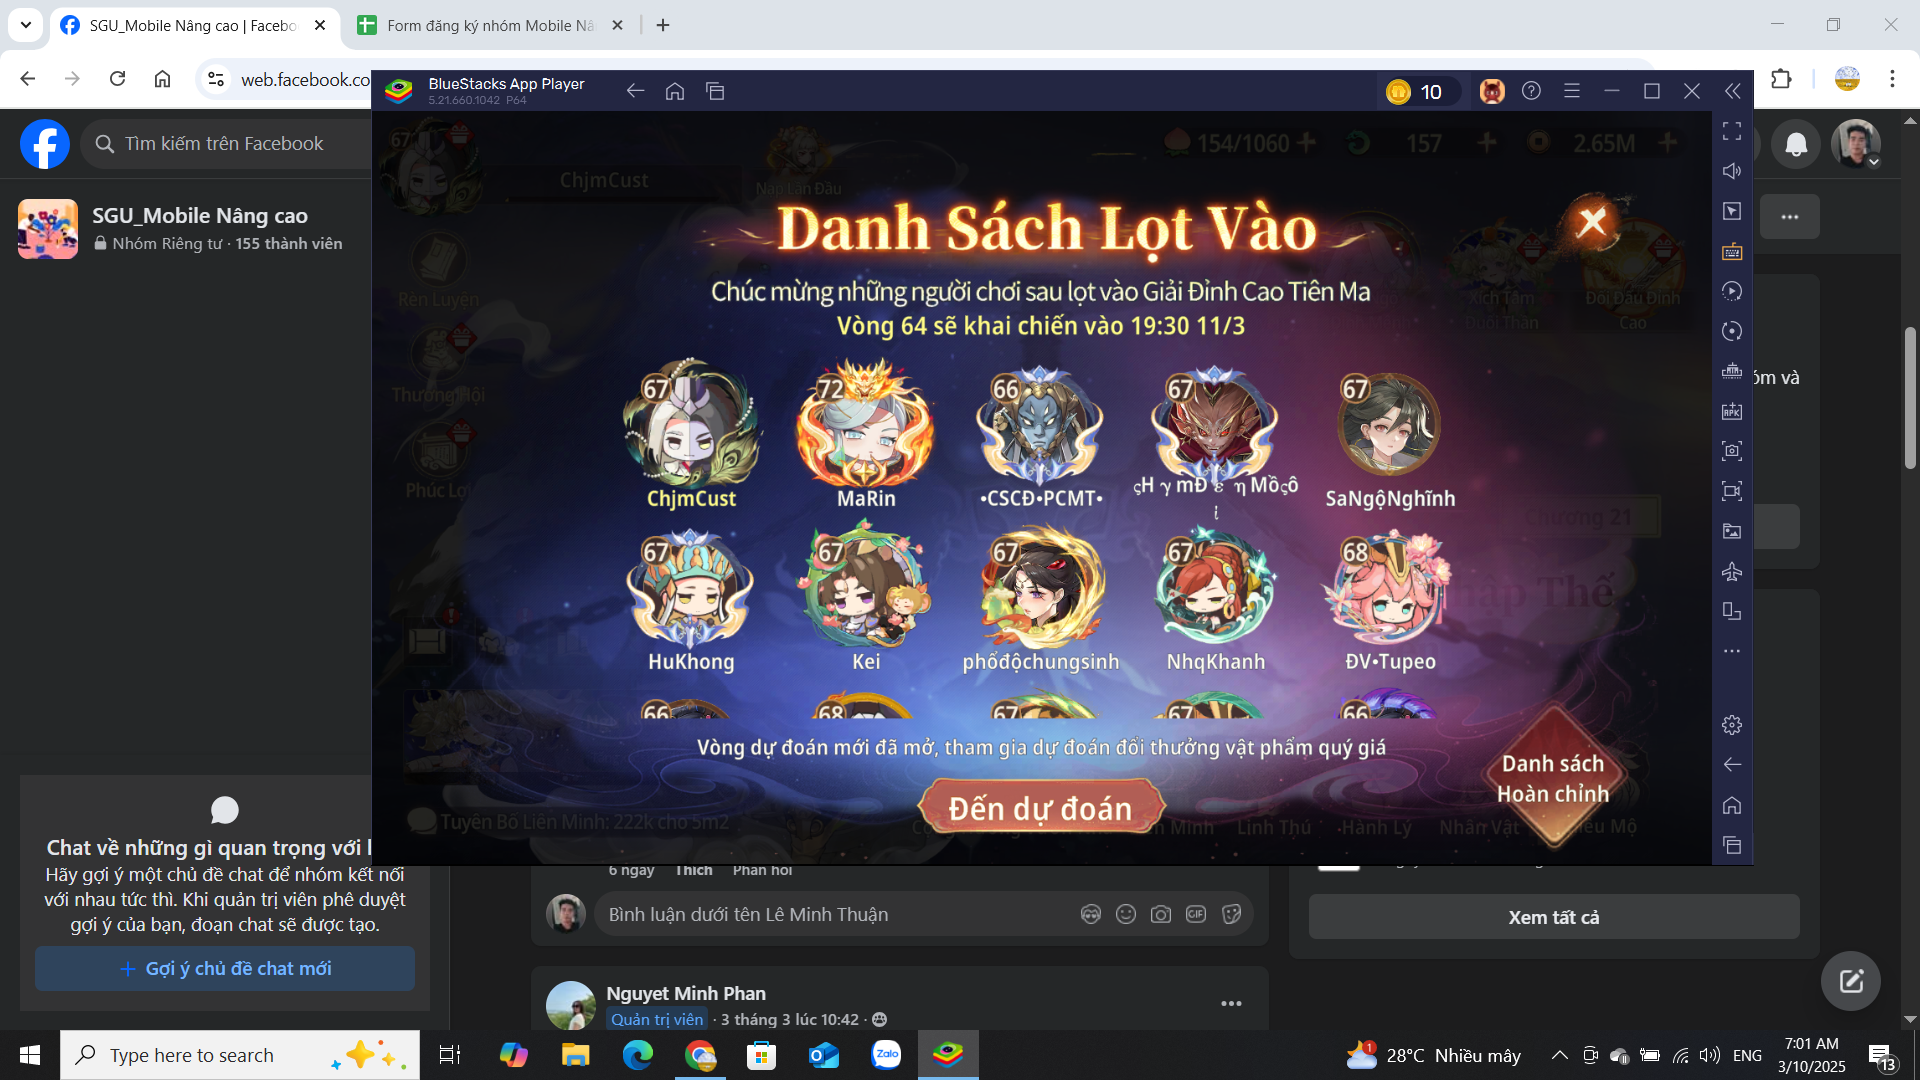 SGU_Mobile Nâng cao | Facebo
Form đăng ký nhóm Mobile Nâ
web.facebook.co
BlueStacks App Player
5.21.660.1042 P64
10
Tìm kiếm trên Facebook
SGU_Mobile Nâng cao
Nhóm Riêng tư · 155 thành viên
67
ChjmCust
Nạp Lần Đầu
154/1060
157
2.65M
Danh Sách Lọt Vào
Chúc mừng những người chơi sau lọt vào Giải Đỉnh Cao Tiên Ma
Vòng 64 sẽ khai chiến vào 19:30 11/3
Rèn Luyện
Thương Hội
Phúc Lợi
Xích Tâm
Đuổi Thần
Đối Đầu Đỉnh
Cao
Chương 21
hập Thế
67
72
66
67
67
ChjmCust
MaRin
•CSCĐ•PCMT•
SaNgộNghĩnh
67
67
67
67
68
HuKhong
Kei
phổđộchungsinh
NhqKhanh
ĐV•Tupeo
66
68
67
67
66
Vòng dự đoán mới đã mở, tham gia dự đoán đổi thưởng vật phẩm quý giá
Đến dự đoán
Danh sách
Hoàn chỉnh
Tuyên Bố Liên Minh: 222k cho 5m2
Minh
Linh Thú
Hành Lý
Nhân Vật
óm và
Chat về những gì quan trọng với
Hãy gợi ý một chủ đề chat để nhóm kết nối
với nhau tức thì. Khi quản trị viên phê duyệt
gợi ý của bạn, đoạn chat sẽ được tạo.
Gợi ý chủ đề chat mới
6 ngày Thích Phản hồi
Bình luận dưới tên Lê Minh Thuận
GIF
Xem tất cả
Nguyet Minh Phan
Quản trị viên · 3 tháng 3 lúc 10:42 ·
Type here to search
Zalo
1
28°C Nhiều mây
ENG
7:01 AM
3/10/2025
13